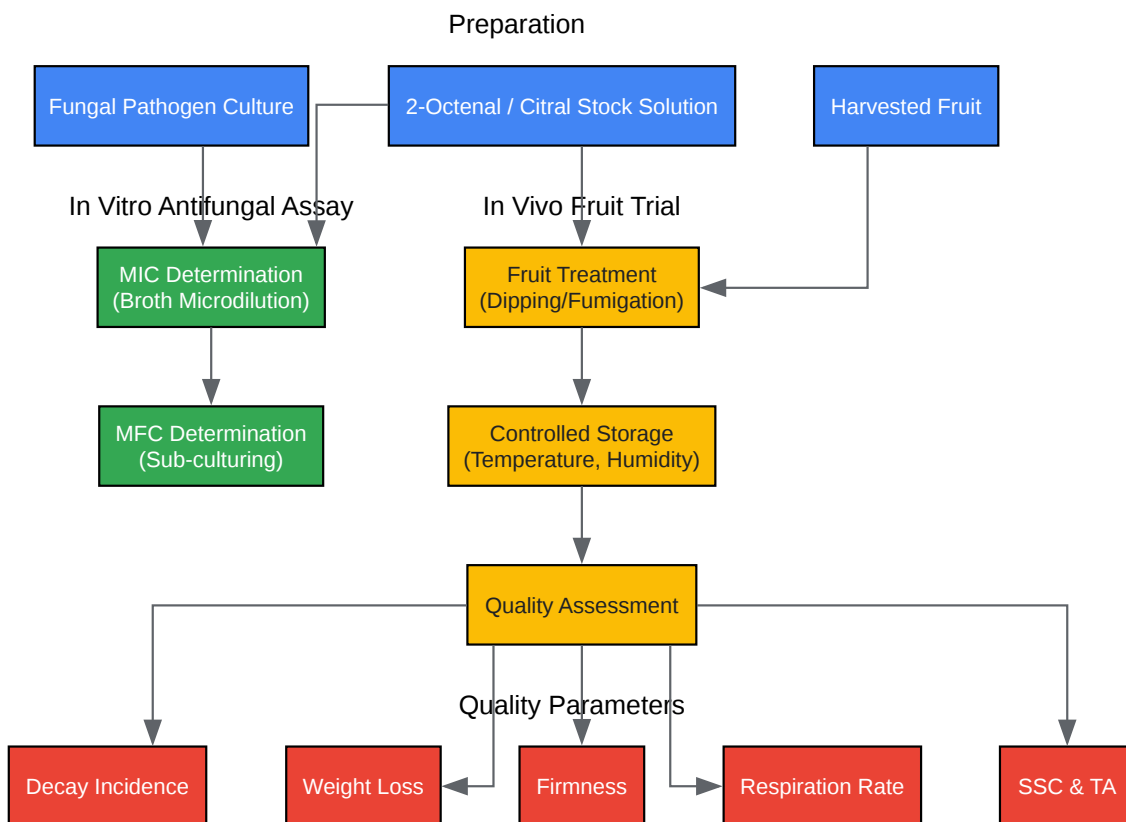 Preparation
Fungal Pathogen Culture
2-Octenal / Citral Stock Solution
Harvested Fruit
In Vitro Antifungal Assay
In Vivo Fruit Trial
MIC Determination
(Broth Microdilution)
Fruit Treatment
(Dipping/Fumigation)
MFC Determination
(Sub-culturing)
Controlled Storage
(Temperature, Humidity)
Quality Assessment
Quality Parameters
Decay Incidence
Weight Loss
Firmness
Respiration Rate
SSC & TA